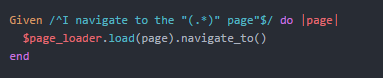 Given /^I navigate to the "(.*)" page"$/ do |page|
  $page_loader.load(page).navigate_to()
end